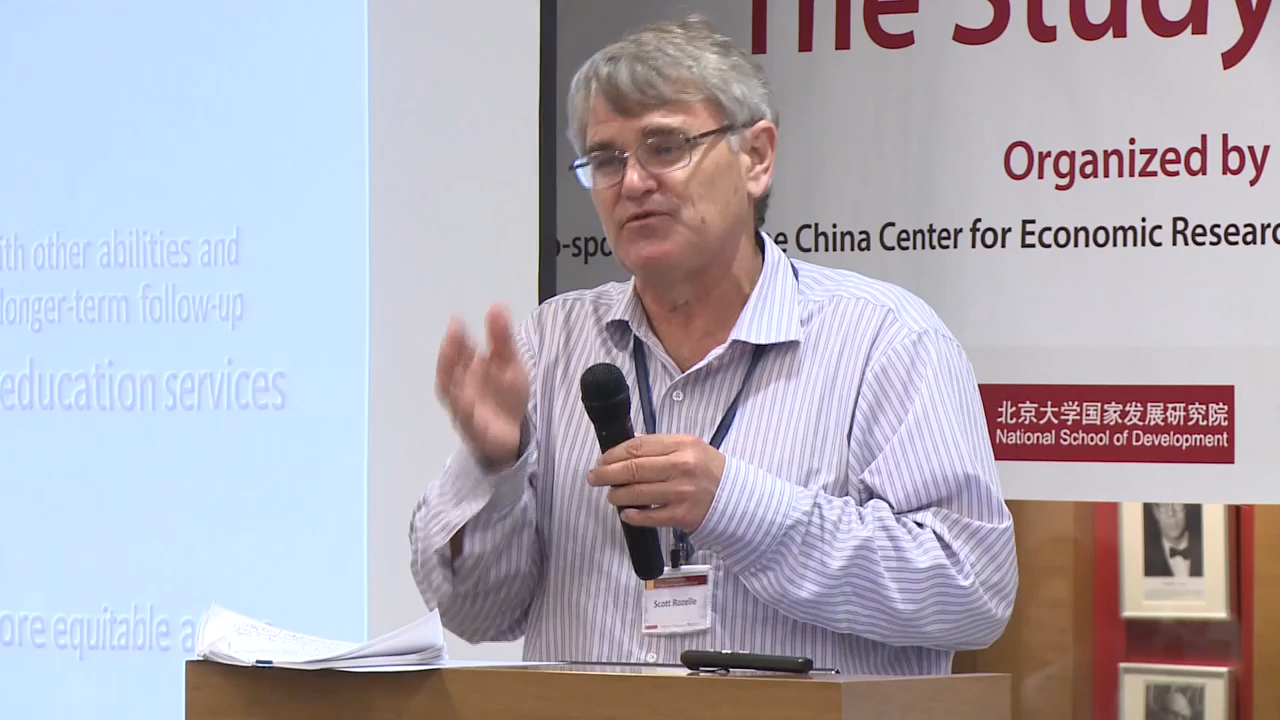 ith other abilities and
longer-term follow-up
education services
ore equitable a
The Study
Organized by
o-spo
e China Center for Economic Researc
北京大学国家发展研究院
National School of Development
Scott Rozelle